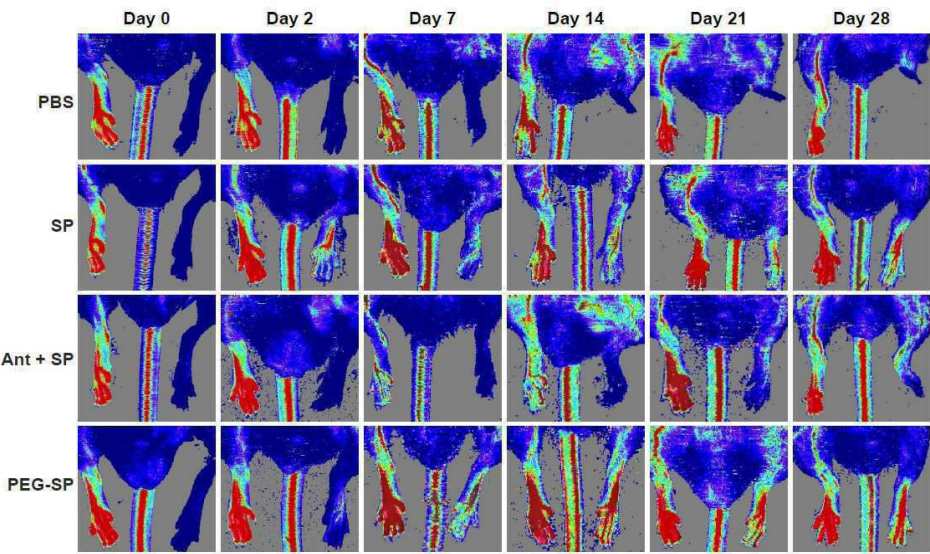 Day 0 Day 2 Day 7 Day 14 Day 21 Day 28
PBS
SP
Ant + SP
PEG-SP